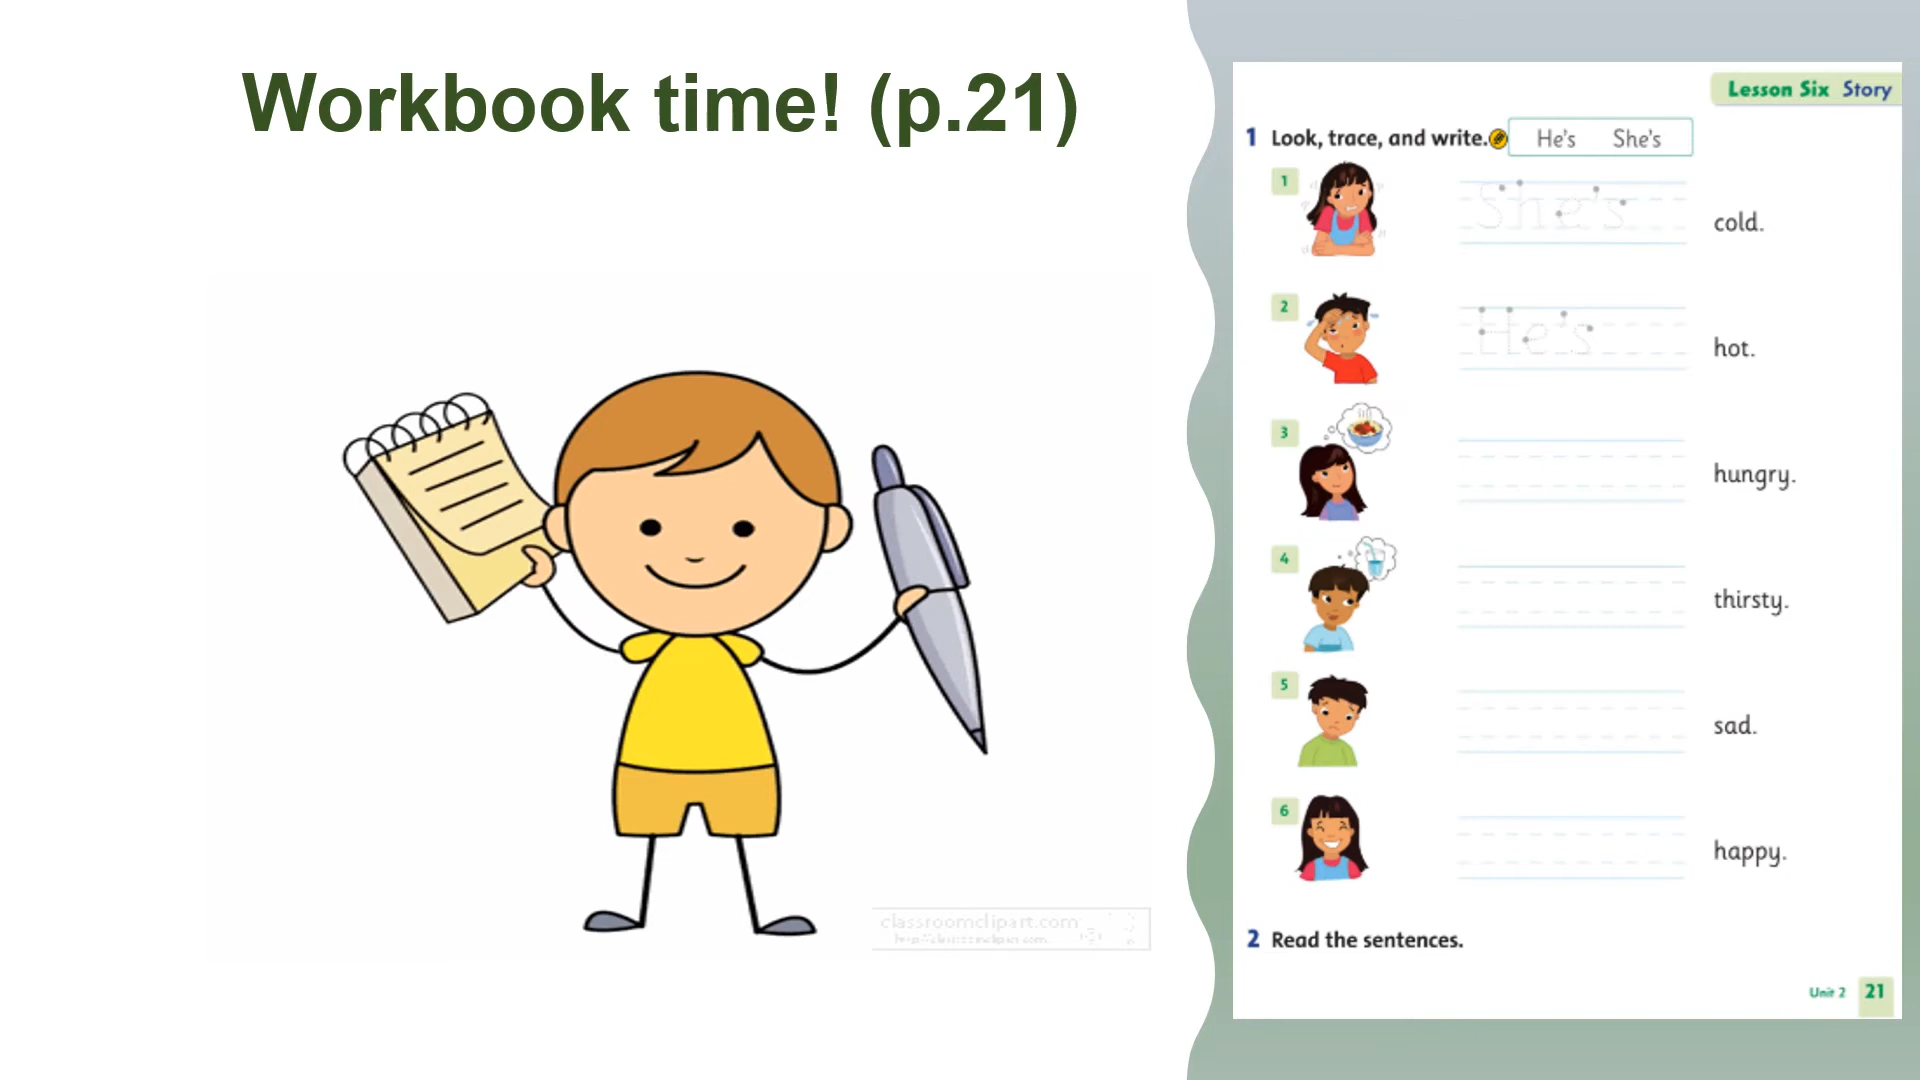 Workbook time! (p.21)
classroomclipart.com
Lesson Six Story
1 Look, trace, and write. He's She's
1 She's cold.
2 He's hot.
3 hungry.
4 thirsty.
5 sad.
6 happy.
2 Read the sentences.
Unit 2 21